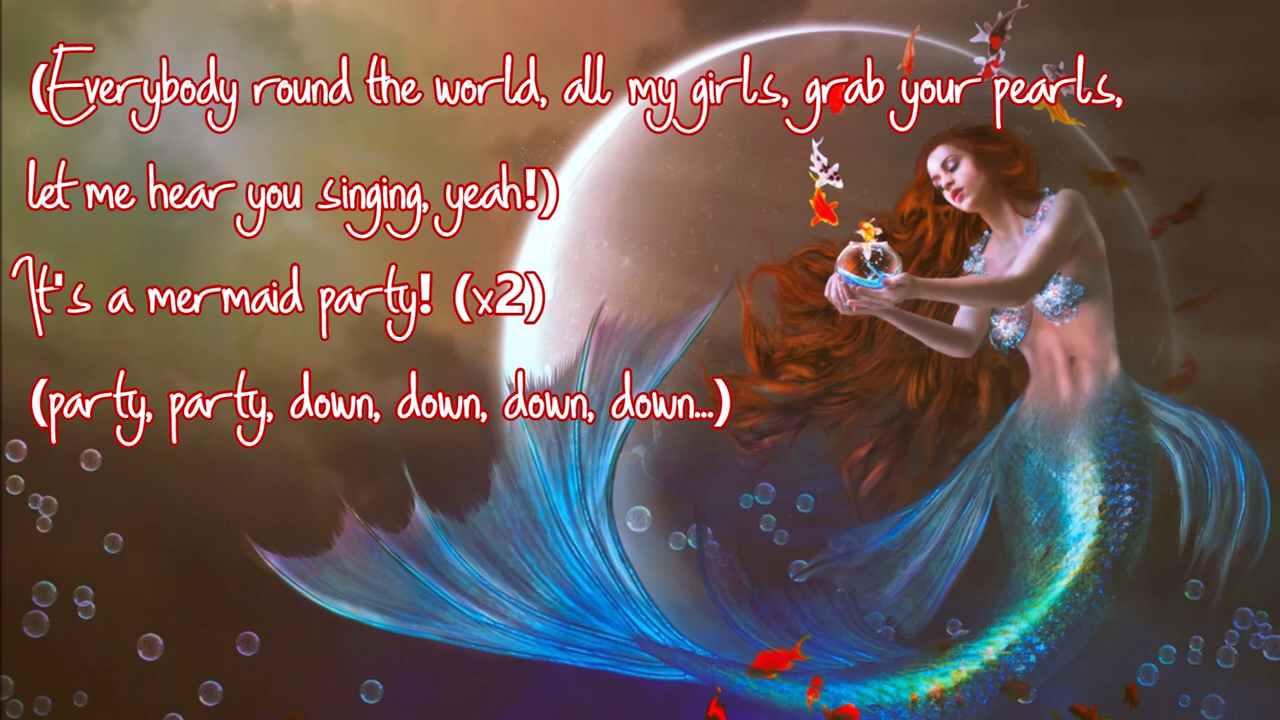 (Everybody round the world, all my girls, grab your pearls,
let me hear you singing, yeah!)
It's a mermaid party! (x2)
(party, party, down, down, down, down...)